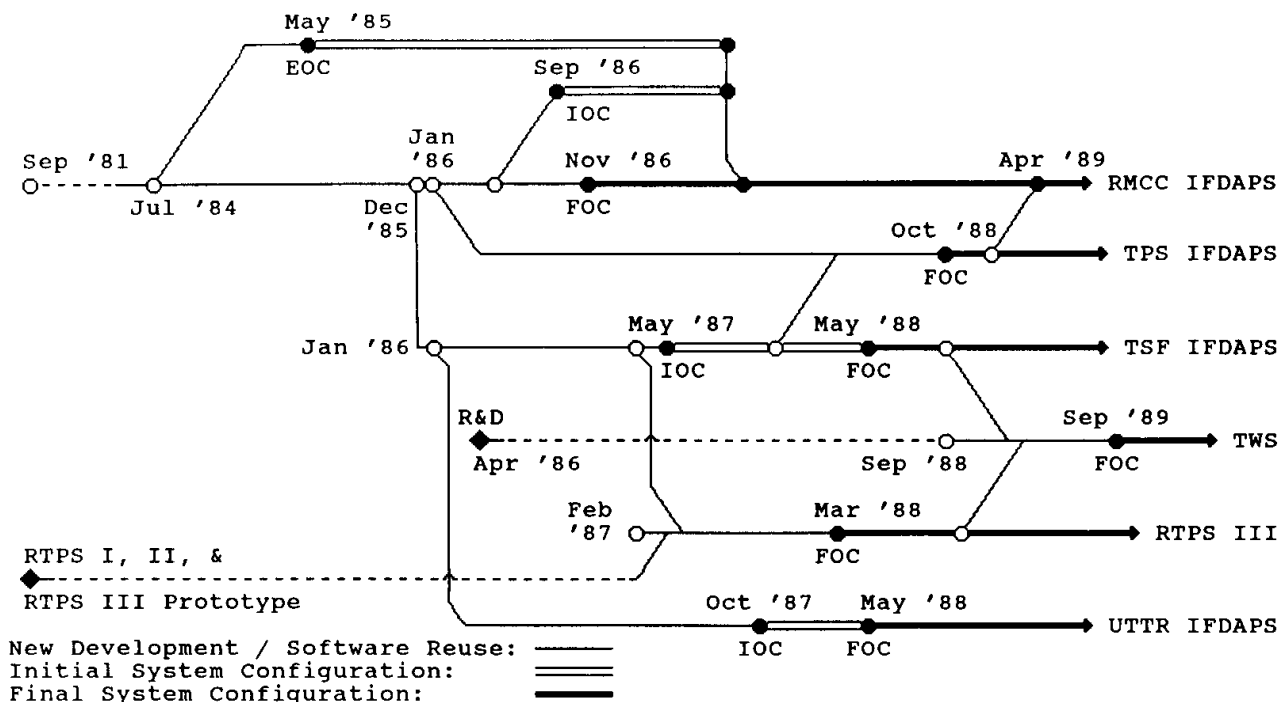 May '85
EOC
Sep '86
IOC
Jan
'86
Sep '81
Nov '86
Apr '89
RMCC IFDAPS
Jul '84
Dec
'85
FOC
Oct '88
TPS IFDAPS
FOC
May '87
May '88
Jan '86
TSF IFDAPS
IOC
FOC
R&D
Sep '89
TWS
Apr '86
Sep '88
FOC
Feb
'87
Mar '88
RTPS III
FOC
RTPS I, II, &
RTPS III Prototype
Oct '87
May '88
UTTR IFDAPS
IOC
FOC
New Development / Software Reuse:
Initial System Configuration:
Final System Configuration: